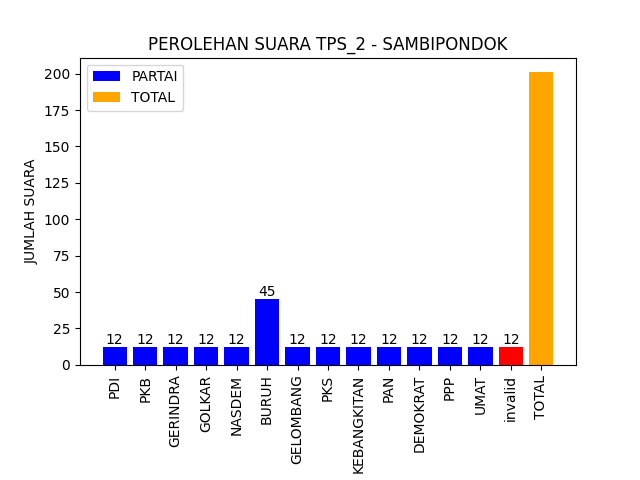 PEROLEHAN SUARA TPS_2 - SAMBIPONDOK
PARTAI
TOTAL
JUMLAH SUARA
200
175
150
125
100
75
50
25
0
12 12 12 12 12 45 12 12 12 12 12 12 12 12
PDI
PKB
GERINDRA
GOLKAR
NASDEM
BURUH
GELOMBANG
PKS
KEBANGKITAN
PAN
DEMOKRAT
PPP
UMAT
invalid
TOTAL